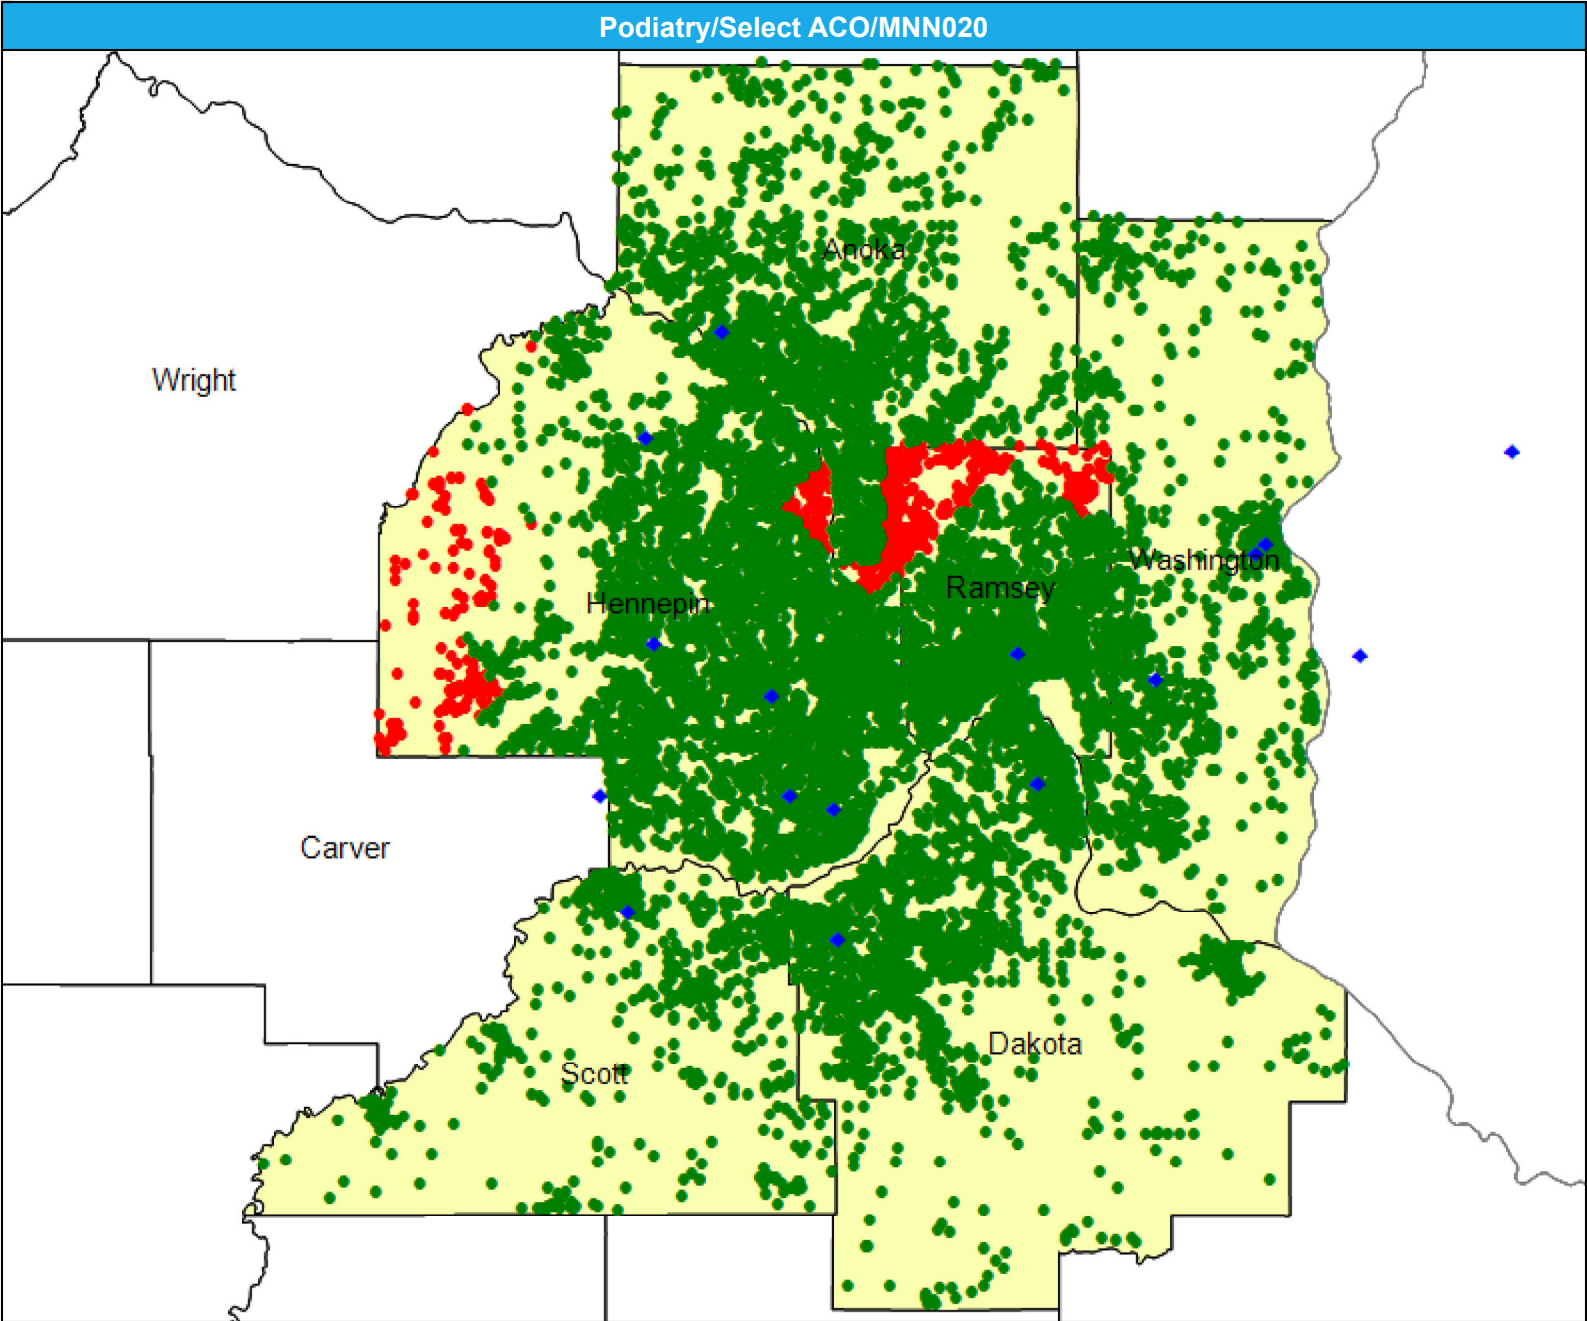 Podiatry/Select ACO/MNN020
Anoka
Wright
Washington
Ramsey
Hennepin
Carver
Dakota
Scott